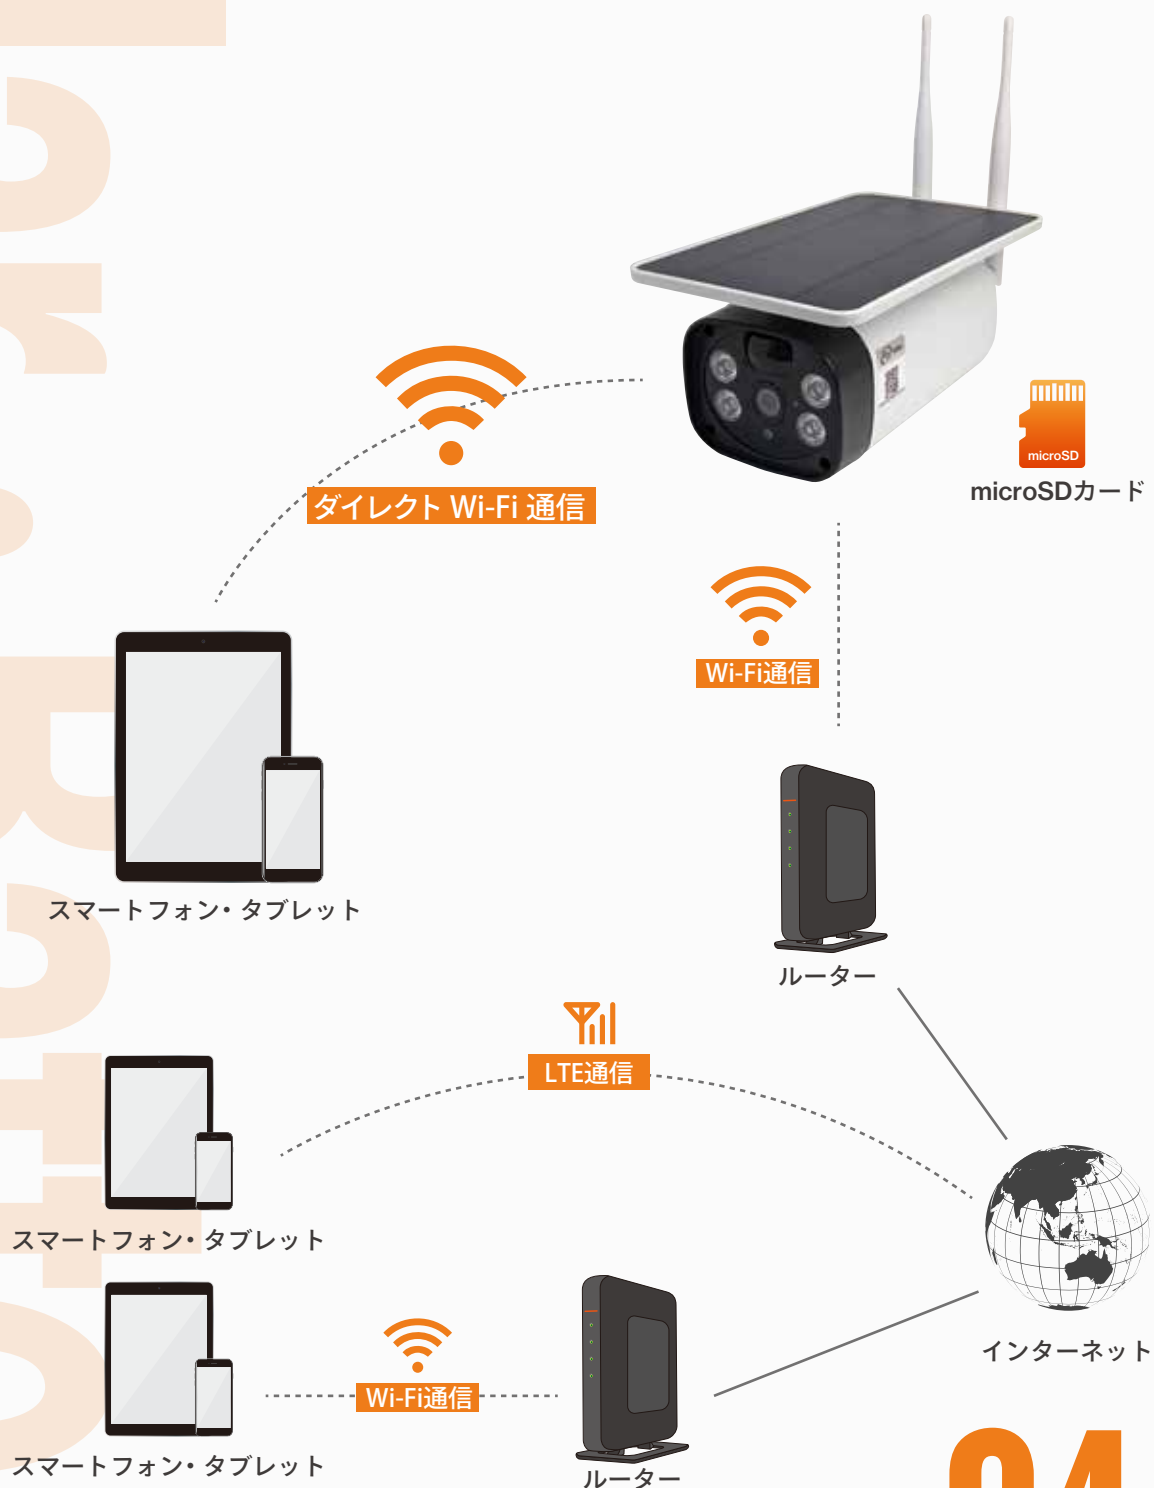 microSD
microSDカード
ダイレクト Wi-Fi 通信
Wi-Fi通信
スマートフォン・タブレット
ルーター
LTE通信
スマートフォン・タブレット
インターネット
Wi-Fi通信
スマートフォン・タブレット
ルーター